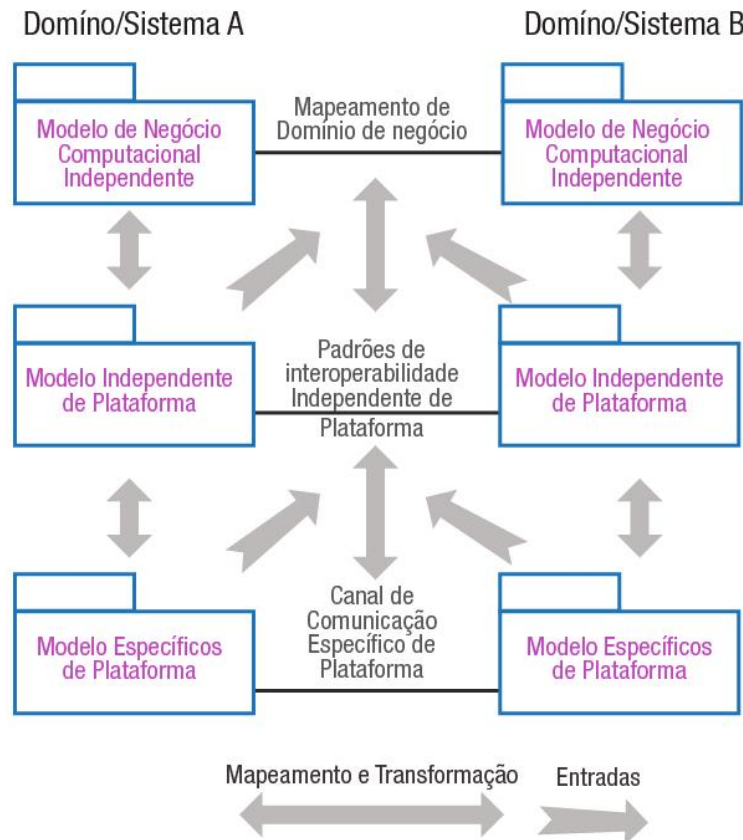 Domíno/Sistema A
Domíno/Sistema B
Modelo de Negócio
Computacional
Independente
Mapeamento de
Domínio de negócio
Modelo de Negócio
Computacional
Independente
Modelo Independente
de Plataforma
Padrões de
interoperabilidade
Independente de
Plataforma
Modelo Independente
de Plataforma
Modelo Específicos
de Plataforma
Canal de
Comunicação
Específico de
Plataforma
Modelo Específicos
de Plataforma
Mapeamento e Transformação
Entradas